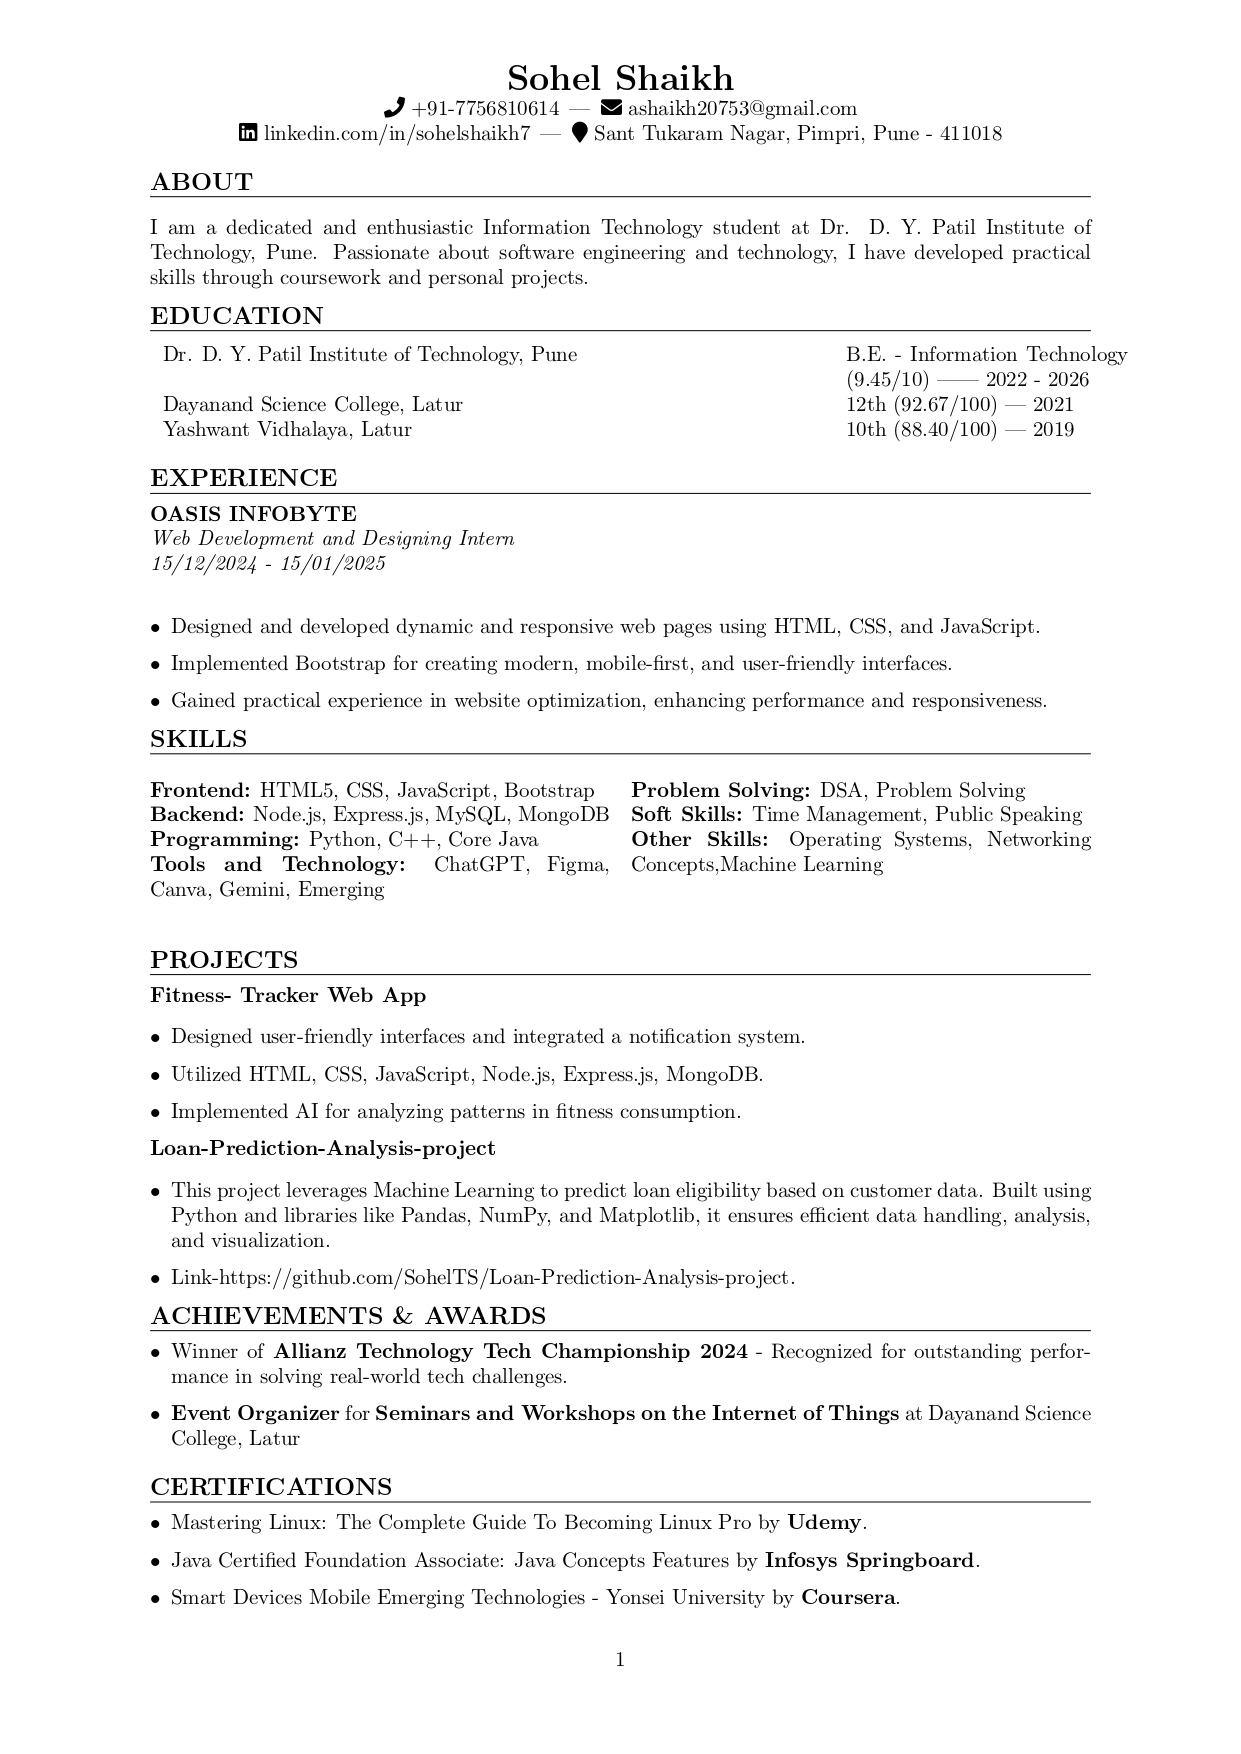 Sohel Shaikh
+91-7756810614 — ashaikh20753@gmail.com
linkedin.com/in/sohelshaikh7 — Sant Tukaram Nagar, Pimpri, Pune - 411018
ABOUT
I am a dedicated and enthusiastic Information Technology student at Dr. D. Y. Patil Institute of
Technology, Pune. Passionate about software engineering and technology, I have developed practical
skills through coursework and personal projects.
EDUCATION
Dr. D. Y. Patil Institute of Technology, Pune B.E. - Information Technology
(9.45/10) —— 2022 - 2026
Dayanand Science College, Latur 12th (92.67/100) — 2021
Yashwant Vidhalaya, Latur 10th (88.40/100) — 2019
EXPERIENCE
OASIS INFOBYTE
Web Development and Designing Intern
15/12/2024 - 15/01/2025
• Designed and developed dynamic and responsive web pages using HTML, CSS, and JavaScript.
• Implemented Bootstrap for creating modern, mobile-first, and user-friendly interfaces.
• Gained practical experience in website optimization, enhancing performance and responsiveness.
SKILLS
Frontend: HTML5, CSS, JavaScript, Bootstrap
Backend: Node.js, Express.js, MySQL, MongoDB
Programming: Python, C++, Core Java
Tools and Technology: ChatGPT, Figma,
Canva, Gemini, Emerging
Problem Solving: DSA, Problem Solving
Soft Skills: Time Management, Public Speaking
Other Skills: Operating Systems, Networking
Concepts,Machine Learning
PROJECTS
Fitness- Tracker Web App
• Designed user-friendly interfaces and integrated a notification system.
• Utilized HTML, CSS, JavaScript, Node.js, Express.js, MongoDB.
• Implemented AI for analyzing patterns in fitness consumption.
Loan-Prediction-Analysis-project
• This project leverages Machine Learning to predict loan eligibility based on customer data. Built using
Python and libraries like Pandas, NumPy, and Matplotlib, it ensures efficient data handling, analysis,
and visualization.
• Link-https://github.com/SohelTS/Loan-Prediction-Analysis-project.
ACHIEVEMENTS & AWARDS
• Winner of Allianz Technology Tech Championship 2024 - Recognized for outstanding perfor-
mance in solving real-world tech challenges.
• Event Organizer for Seminars and Workshops on the Internet of Things at Dayanand Science
College, Latur
CERTIFICATIONS
• Mastering Linux: The Complete Guide To Becoming Linux Pro by Udemy.
• Java Certified Foundation Associate: Java Concepts Features by Infosys Springboard.
• Smart Devices Mobile Emerging Technologies - Yonsei University by Coursera.
1